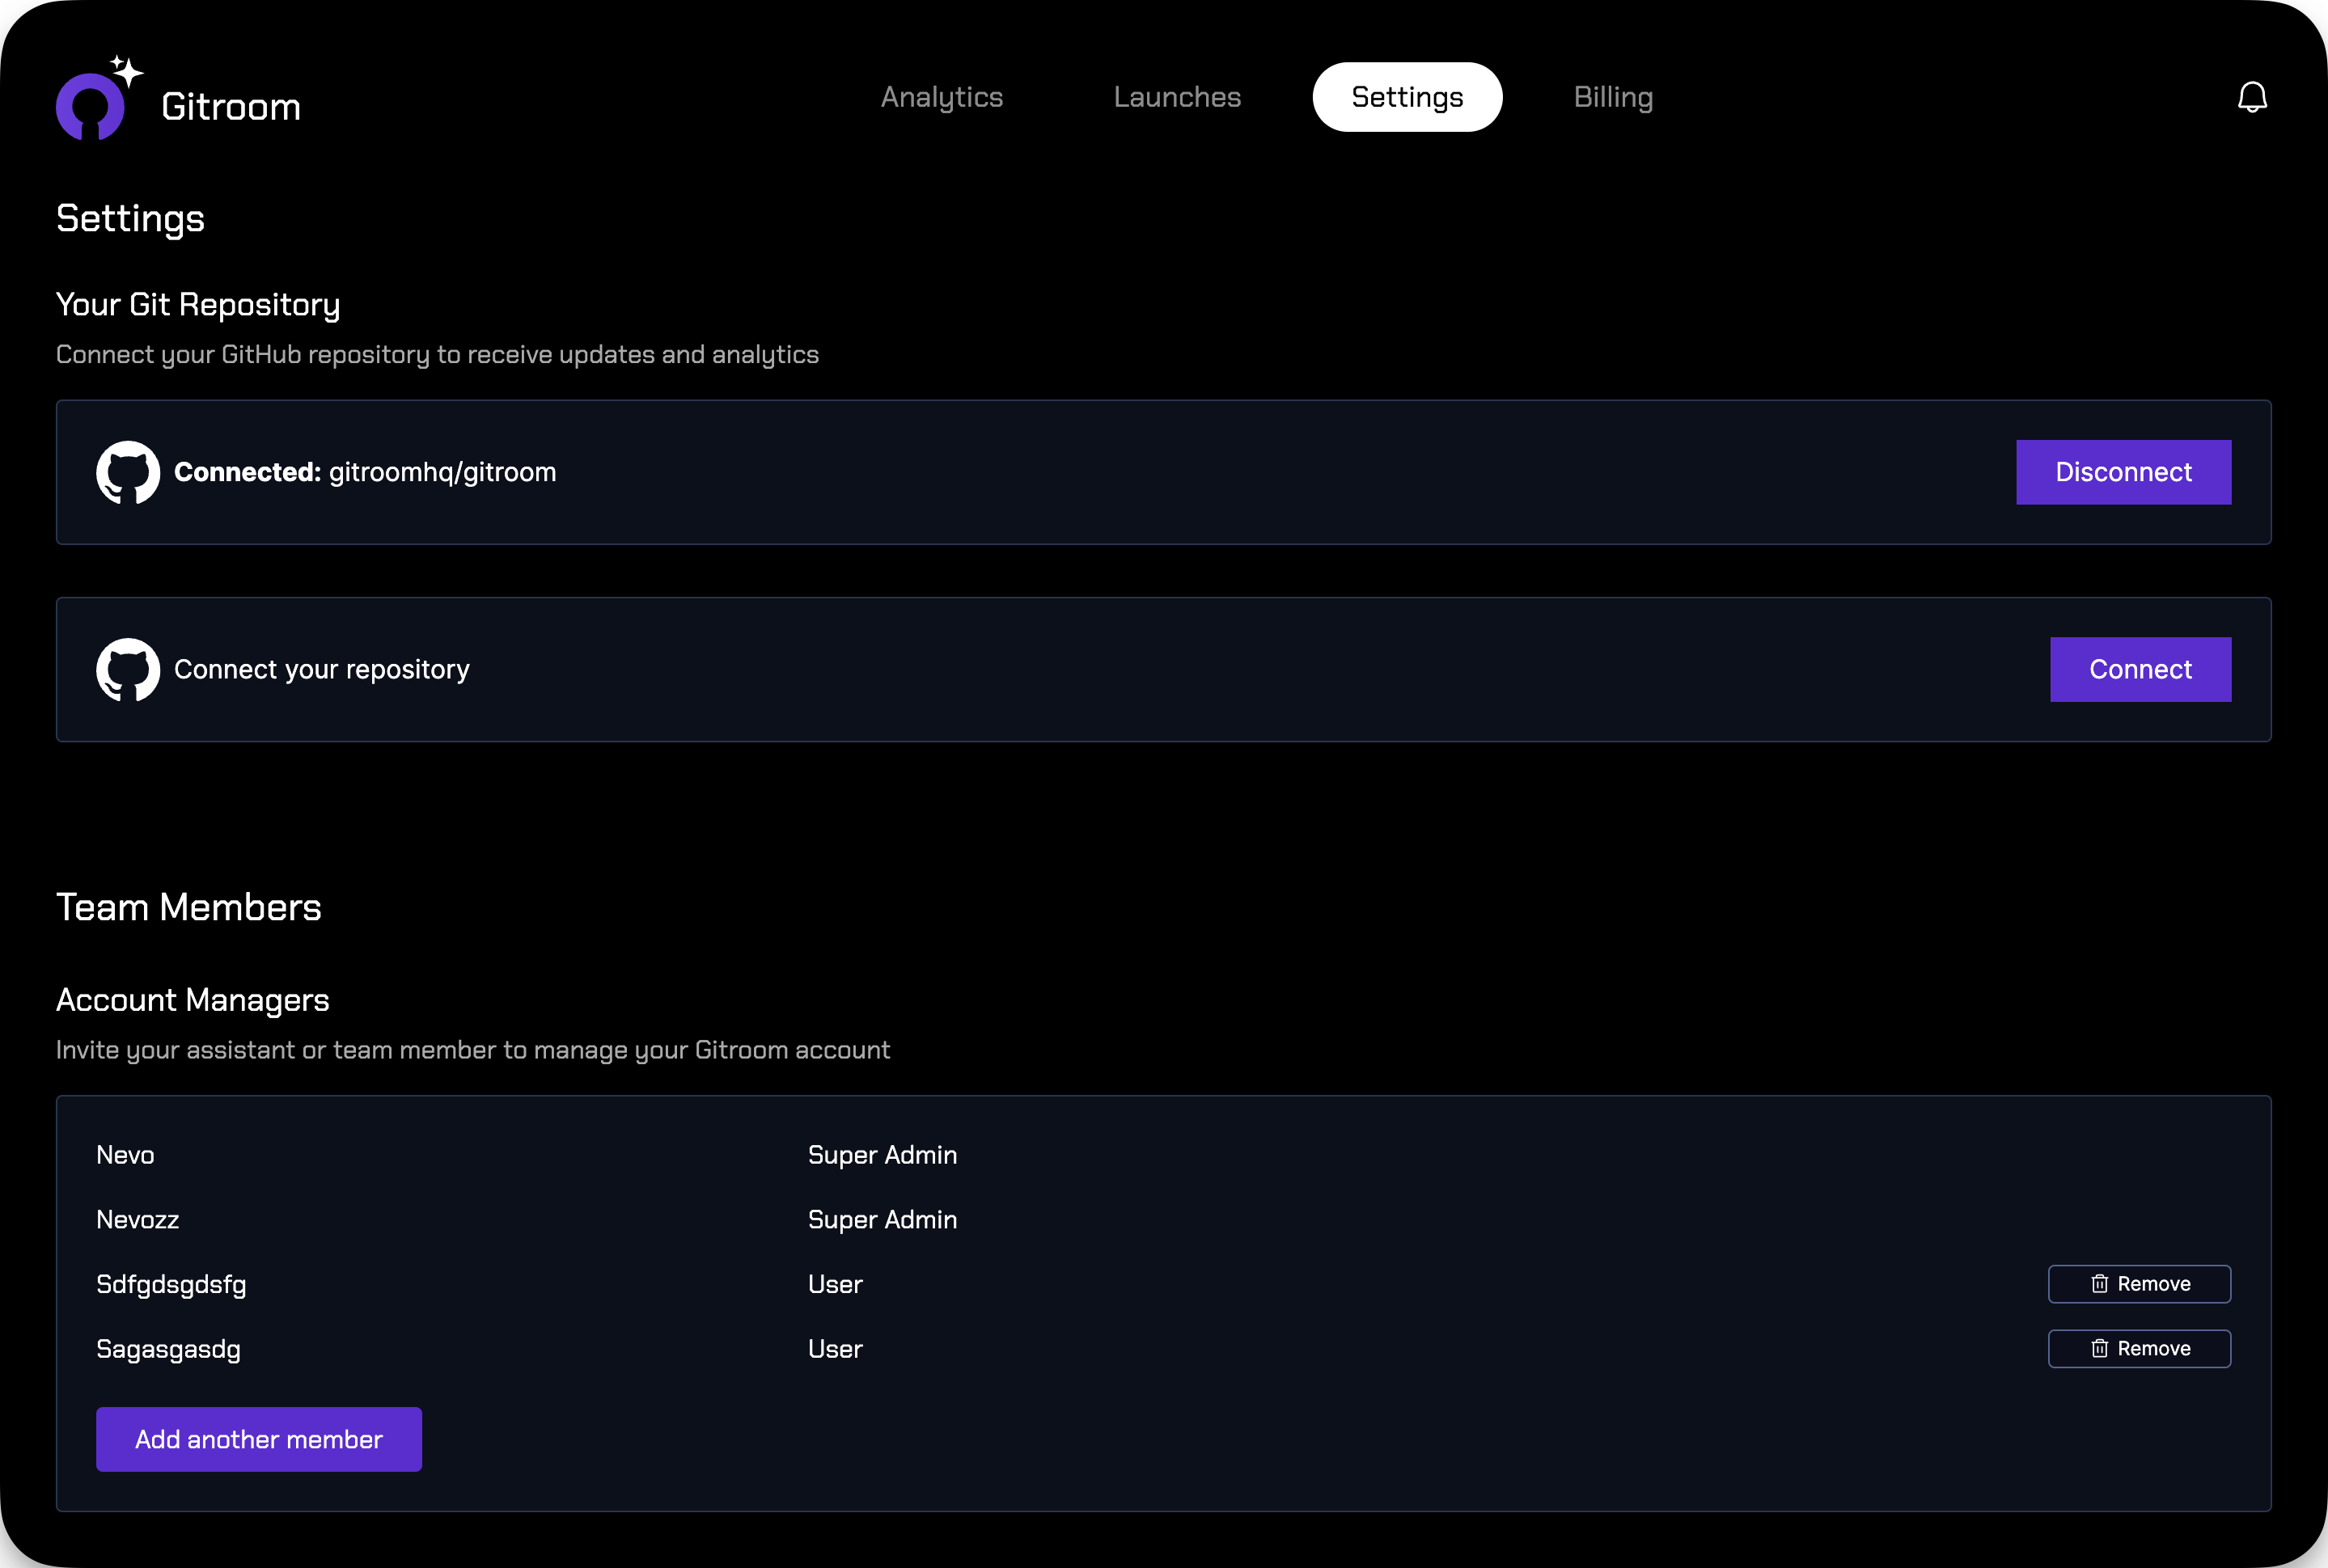 Gitroom
Analytics
Launches
Settings
Billing
Settings
Your Git Repository
Connect your GitHub repository to receive updates and analytics
Connected: gitroomhq/gitroom
Disconnect
Connect your repository
Connect
Team Members
Account Managers
Invite your assistant or team member to manage your Gitroom account
Nevo
Super Admin
Nevozz
Super Admin
Sdfgdsgdsfg
User
Remove
Sagasgasdg
User
Remove
Add another member